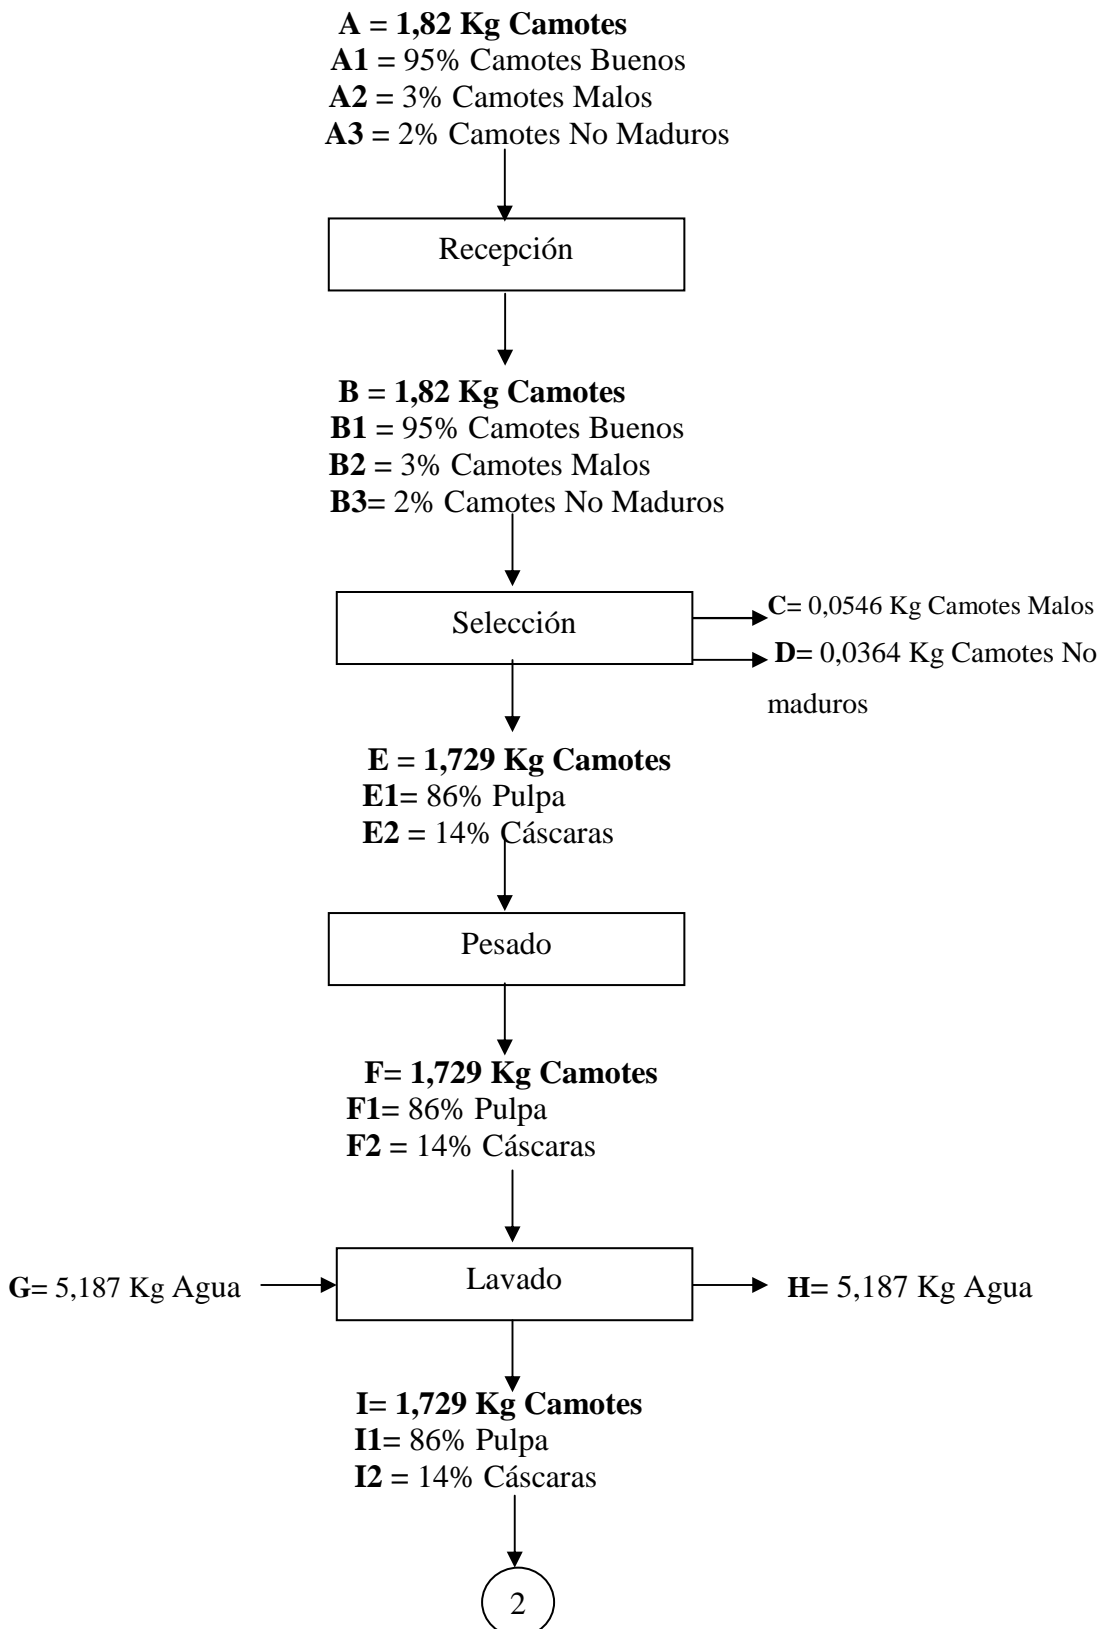 A = 1,82 Kg Camotes
A1 = 95% Camotes Buenos
A2 = 3% Camotes Malos
A3 = 2% Camotes No Maduros
Recepción
B = 1,82 Kg Camotes
B1 = 95% Camotes Buenos
B2 = 3% Camotes Malos
B3= 2% Camotes No Maduros
Selección
C= 0,0546 Kg Camotes Malos
D= 0,0364 Kg Camotes No
maduros
E = 1,729 Kg Camotes
E1= 86% Pulpa
E2 = 14% Cáscaras
Pesado
F= 1,729 Kg Camotes
F1= 86% Pulpa
F2 = 14% Cáscaras
G= 5,187 Kg Agua
Lavado
H= 5,187 Kg Agua
I= 1,729 Kg Camotes
I1= 86% Pulpa
I2 = 14% Cáscaras
2